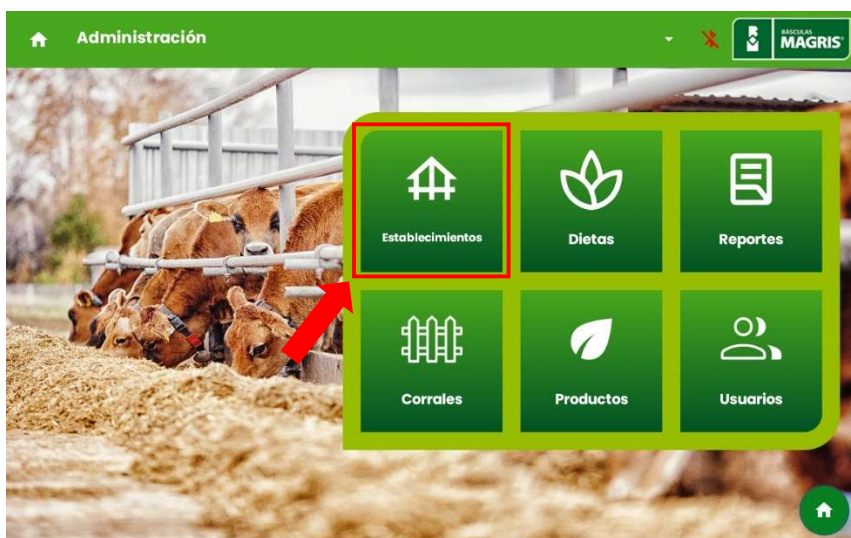 Administración
BÁSCULAS
MAGRIS
Establecimientos
Dietas
Reportes
Corrales
Productos
Usuarios